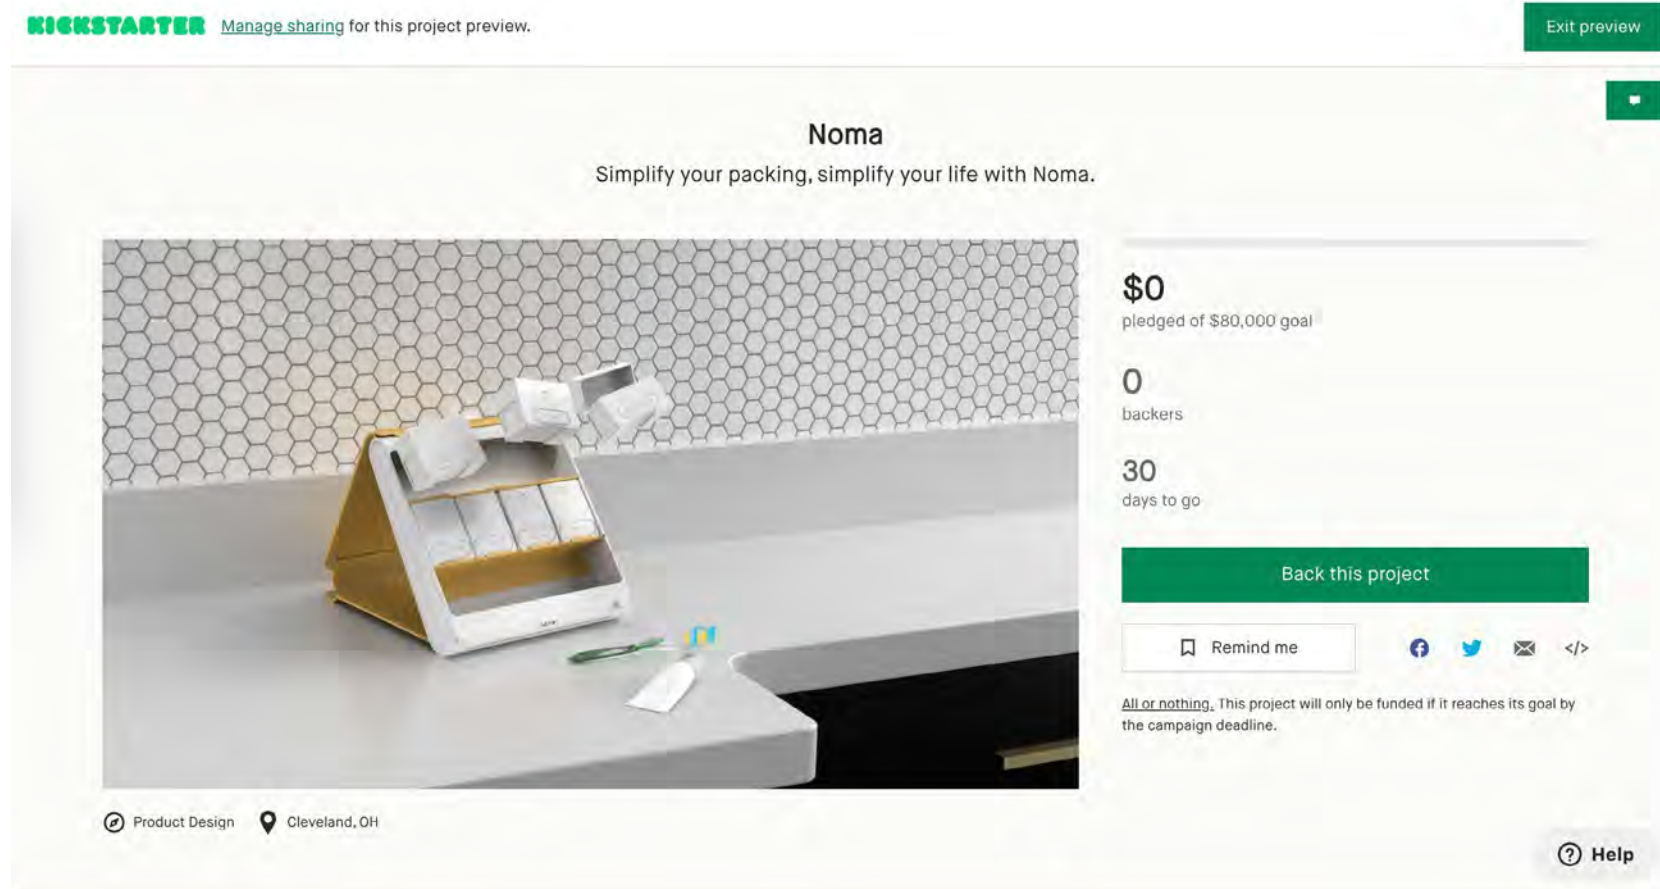 KICKSTARTER Manage sharing for this project preview.
Exit preview
Noma
Simplify your packing, simplify your life with Noma.
$0
pledged of $80,000 goal
0
backers
30
days to go
Back this project
Remind me
</>
All or nothing. This project will only be funded if it reaches its goal by
the campaign deadline.
Product Design
Cleveland, OH
Help